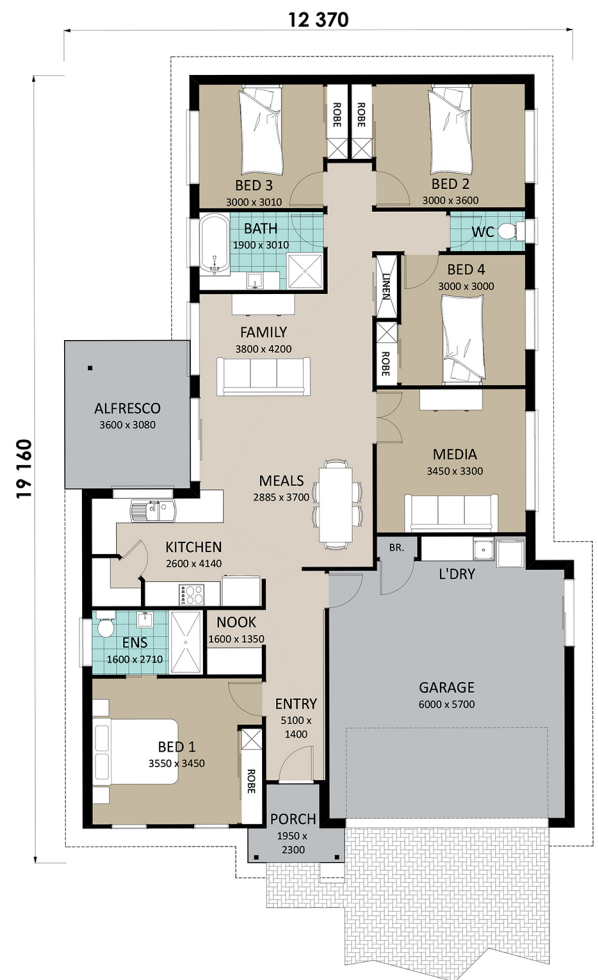 12 370
19 160
ROBE
ROBE
BED 3
3000 x 3010
BED 2
3000 x 3600
BATH
1900 x 3010
WC
BED 4
3000 x 3000
LINEN
ROBE
FAMILY
3800 x 4200
ALFRESCO
3600 x 3080
MEDIA
3450 x 3300
MEALS
2885 x 3700
KITCHEN
2600 x 4140
BR.
L'DRY
NOOK
1600 x 1350
ENS
1600 x 2710
GARAGE
6000 x 5700
ENTRY
5100 x
1400
BED 1
3550 x 3450
ROBE
PORCH
1950 x
2300